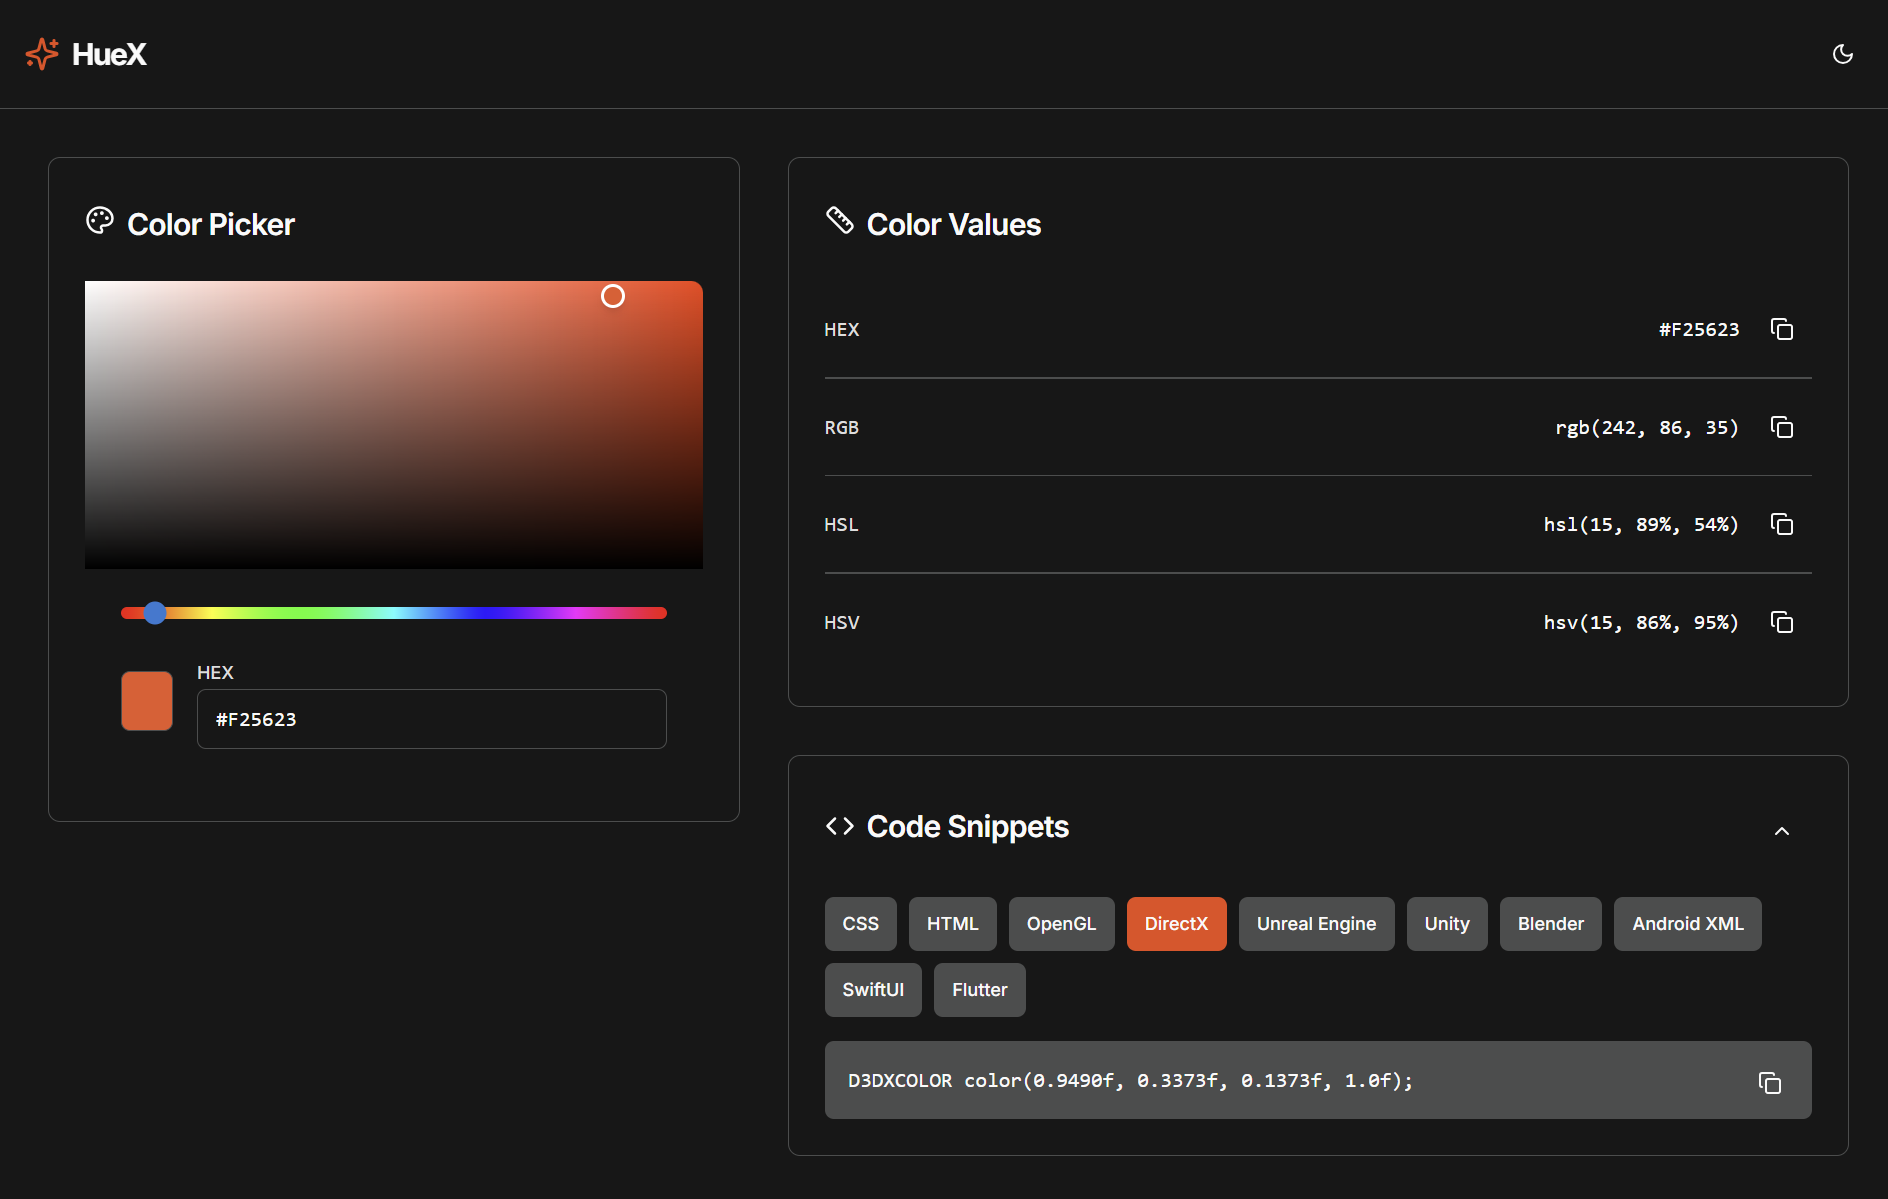 HueX
Color Picker
HEX
#F25623
Color Values
HEX #F25623
RGB rgb(242, 86, 35)
HSL hsl(15, 89%, 54%)
HSV hsv(15, 86%, 95%)
Code Snippets
CSS HTML OpenGL DirectX Unreal Engine Unity Blender Android XML
SwiftUI Flutter
D3DXCOLOR color(0.9490f, 0.3373f, 0.1373f, 1.0f);